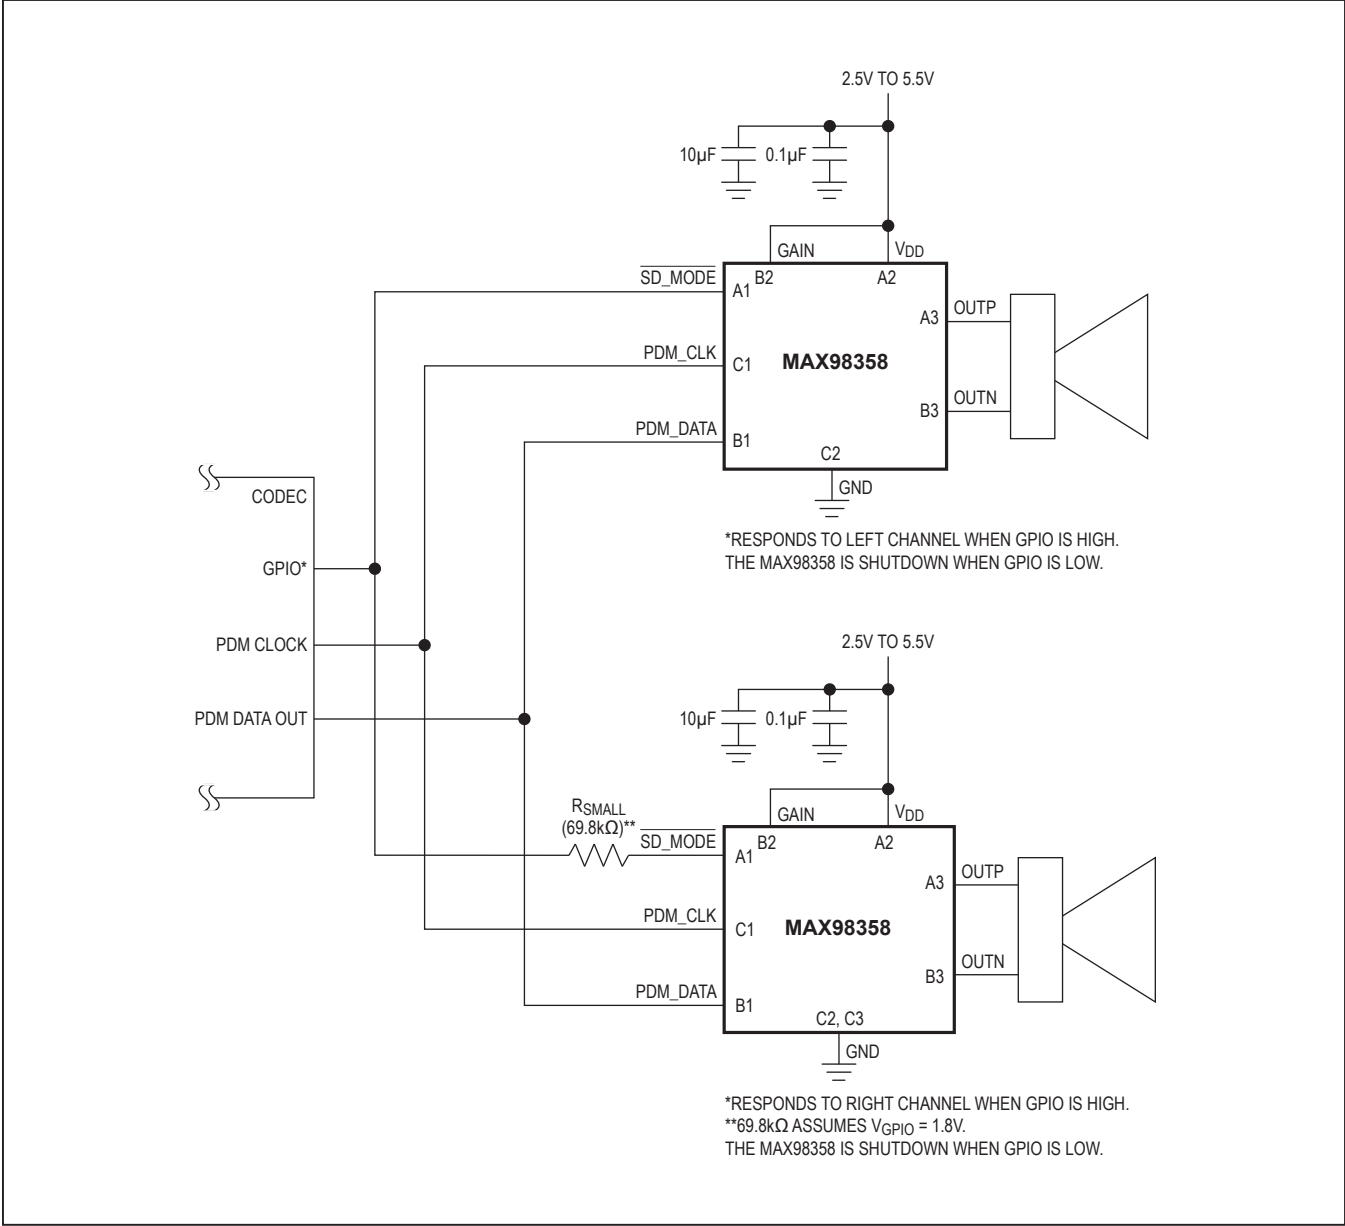 2.5V TO 5.5V
10µF
0.1µF
GAIN
VDD
SD_MODE
B2
A2
A1
OUTP
A3
PDM_CLK
C1
MAX98358
OUTN
B3
PDM_DATA
B1
C2
GND
CODEC
*RESPONDS TO LEFT CHANNEL WHEN GPIO IS HIGH.
THE MAX98358 IS SHUTDOWN WHEN GPIO IS LOW.
GPIO*
PDM CLOCK
PDM DATA OUT
2.5V TO 5.5V
10µF
0.1µF
RSMALL
(69.8kΩ)**
GAIN
VDD
SD_MODE
B2
A2
A1
OUTP
A3
PDM_CLK
C1
MAX98358
OUTN
B3
PDM_DATA
B1
C2, C3
GND
*RESPONDS TO RIGHT CHANNEL WHEN GPIO IS HIGH.
**69.8kΩ ASSUMES VGPIO = 1.8V.
THE MAX98358 IS SHUTDOWN WHEN GPIO IS LOW.